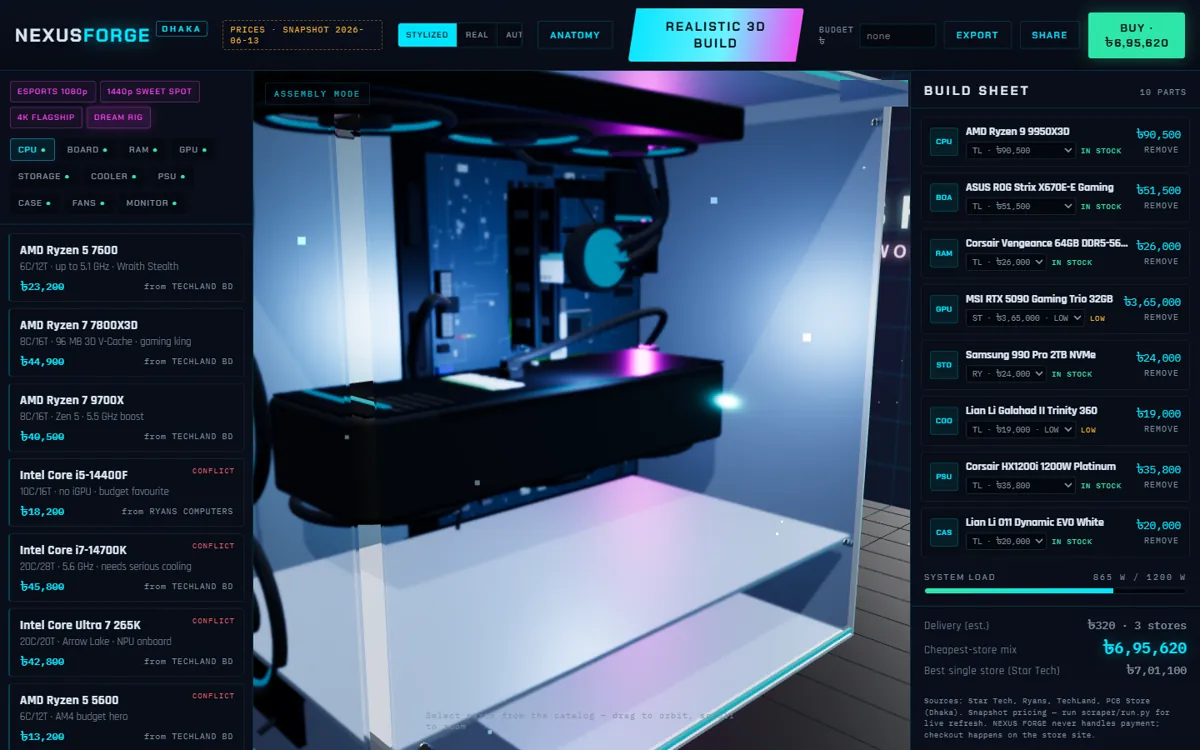 NEXUSFORGE
DHAKA
PRICES · SNAPSHOT 2026-
06-13
STYLIZED
REAL
AUT
ANATOMY
REALISTIC 3D
BUILD
BUDGET
৳
none
EXPORT
SHARE
BUY ·
৳6,95,620
ESPORTS 1080p
1440p SWEET SPOT
4K FLAGSHIP
DREAM RIG
CPU
BOARD
RAM
GPU
STORAGE
COOLER
PSU
CASE
FANS
MONITOR
AMD Ryzen 5 7600
6C/12T · up to 5.1 GHz · Wraith Stealth
৳23,200
from TECHLAND BD
AMD Ryzen 7 7800X3D
8C/16T · 96 MB 3D V-Cache · gaming king
৳44,900
from TECHLAND BD
AMD Ryzen 7 9700X
8C/16T · Zen 5 · 5.5 GHz boost
৳40,500
from TECHLAND BD
Intel Core i5-14400F
CONFLICT
10C/16T · no iGPU · budget favourite
৳18,200
from RYANS COMPUTERS
Intel Core i7-14700K
CONFLICT
20C/28T · 5.6 GHz · needs serious cooling
৳45,800
from TECHLAND BD
Intel Core Ultra 7 265K
CONFLICT
20C/20T · Arrow Lake · NPU onboard
৳42,800
from TECHLAND BD
AMD Ryzen 5 5600
CONFLICT
6C/12T · AM4 budget hero
৳13,200
from TECHLAND BD
ASSEMBLY MODE
WO
Select from the catalog — drag to orbit,
to
BUILD SHEET
10 PARTS
CPU
AMD Ryzen 9 9950X3D
৳90,500
TL · ৳90,500
IN STOCK
REMOVE
BOA
ASUS ROG Strix X670E-E Gaming
৳51,500
TL · ৳51,500
IN STOCK
REMOVE
RAM
Corsair Vengeance 64GB DDR5-56…
৳26,000
TL · ৳26,000
IN STOCK
REMOVE
GPU
MSI RTX 5090 Gaming Trio 32GB
৳3,65,000
ST · ৳3,65,000 · LOW
LOW
REMOVE
STO
Samsung 990 Pro 2TB NVMe
৳24,000
RY · ৳24,000
IN STOCK
REMOVE
COO
Lian Li Galahad II Trinity 360
৳19,000
TL · ৳19,000 · LOW
LOW
REMOVE
PSU
Corsair HX1200i 1200W Platinum
৳35,800
TL · ৳35,800
IN STOCK
REMOVE
CAS
Lian Li O11 Dynamic EVO White
৳20,000
TL · ৳20,000
IN STOCK
REMOVE
SYSTEM LOAD
865 W / 1200 W
Delivery (est.)
৳320 · 3 stores
Cheapest-store mix
৳6,95,620
Best single store (Star Tech)
৳7,01,100
Sources: Star Tech, Ryans, TechLand, PCB Store
(Dhaka). Snapshot pricing — run scraper/run.py for
live refresh. NEXUS FORGE never handles payment;
checkout happens on the store site.